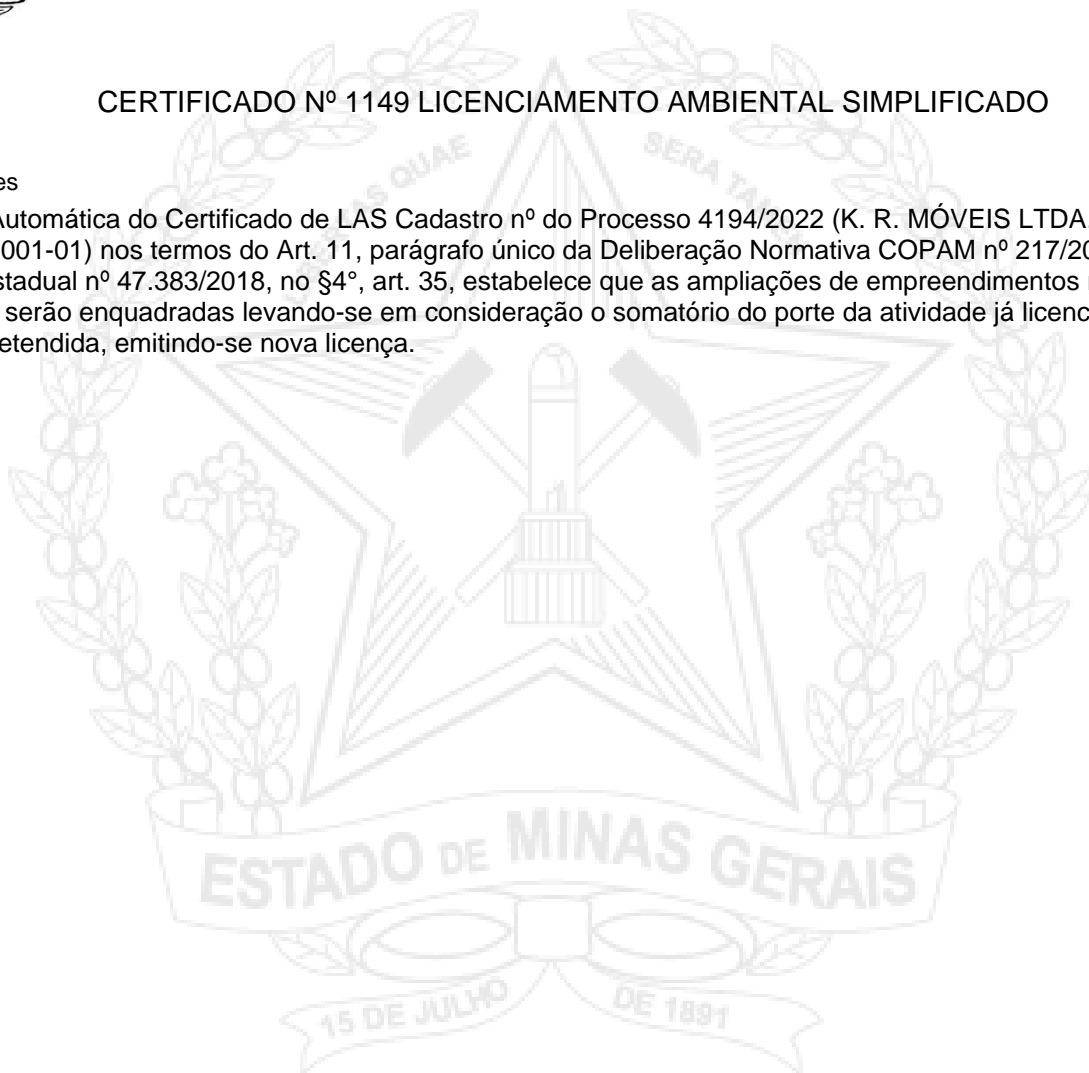 CERTIFICADO Nº 1149 LICENCIAMENTO AMBIENTAL SIMPLIFICADO
es
Automática do Certificado de LAS Cadastro nº do Processo 4194/2022 (K. R. MÓVEIS LTDA
001-01) nos termos do Art. 11, parágrafo único da Deliberação Normativa COPAM nº 217/20
stadual nº 47.383/2018, no §4°, art. 35, estabelece que as ampliações de empreendimentos
serão enquadradas levando-se em consideração o somatório do porte da atividade já licenc
etendida, emitindo-se nova licença.
QUAE SERA TA
ESTADO DE MINAS GERAIS
15 DE JULHO DE 1891